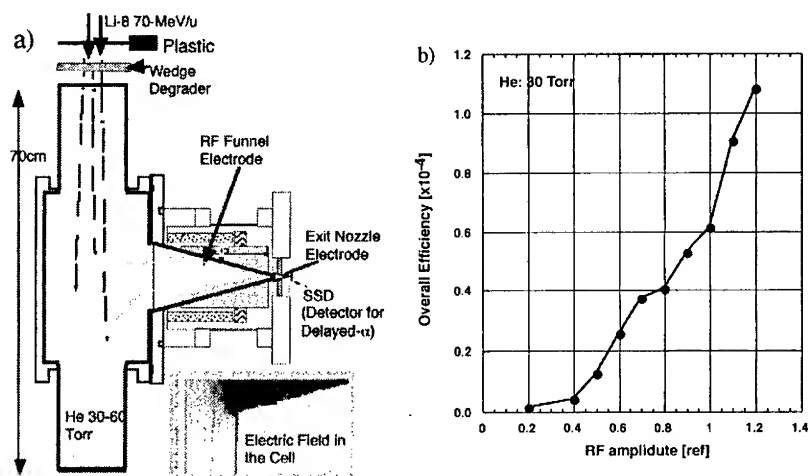 a)
Li-8 70-MeV/u
Plastic
Wedge
Degrader
70cm
RF Funnel
Electrode
Exit Nozzle
Electrode
SSD
(Detector for
Delayed-α)
He 30-60
Torr
Electric Field in
the Cell
b)
He: 30 Torr
Overall Efficiency [x10-4]
1.2
1.0
0.8
0.6
0.4
0.2
0.0
0 0.2 0.4 0.6 0.8 1 1.2 1.4
RF amplidute [ref]